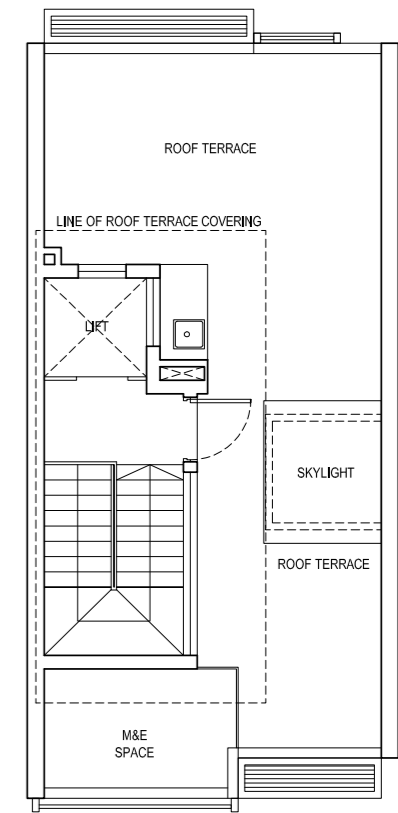 ROOF TERRACE
LINE OF ROOF TERRACE COVERING
LIFT
SKYLIGHT
ROOF TERRACE
M&E
SPACE